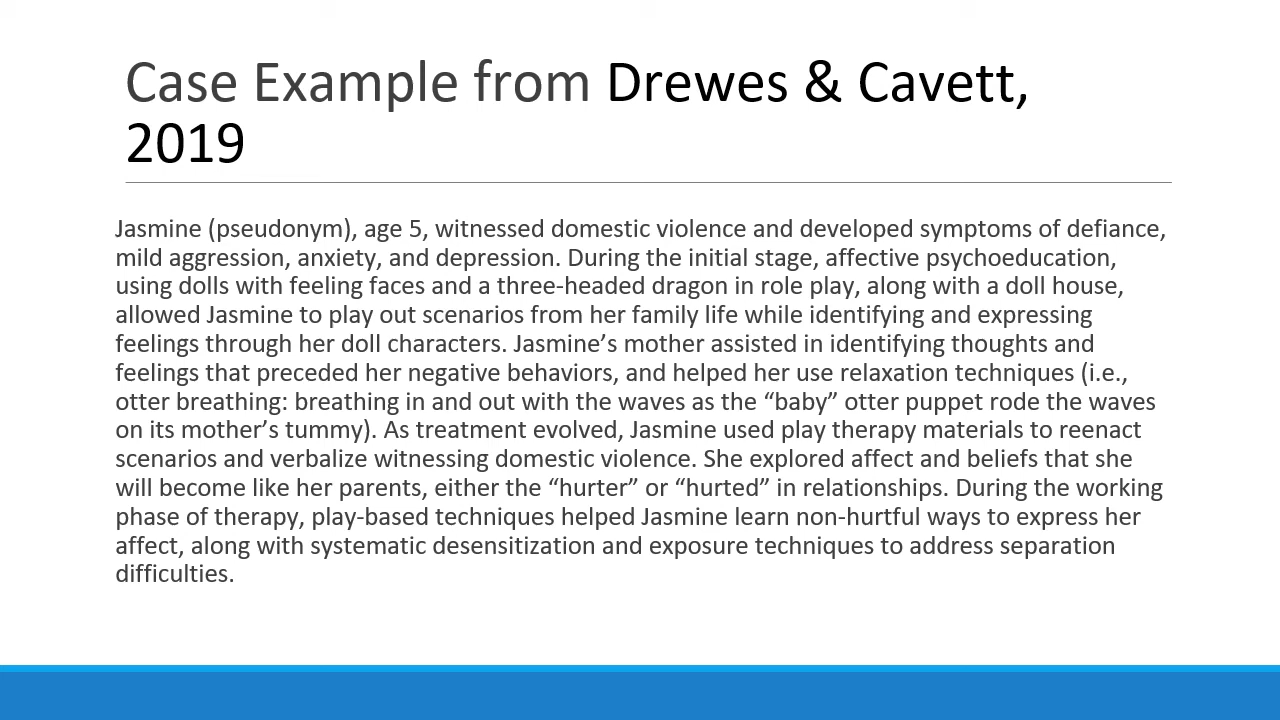 Case Example from Drewes & Cavett,
2019
Jasmine (pseudonym), age 5, witnessed domestic violence and developed symptoms of defiance,
mild aggression, anxiety, and depression. During the initial stage, affective psychoeducation,
using dolls with feeling faces and a three-headed dragon in role play, along with a doll house,
allowed Jasmine to play out scenarios from her family life while identifying and expressing
feelings through her doll characters. Jasmine’s mother assisted in identifying thoughts and
feelings that preceded her negative behaviors, and helped her use relaxation techniques (i.e.,
otter breathing: breathing in and out with the waves as the “baby” otter puppet rode the waves
on its mother’s tummy). As treatment evolved, Jasmine used play therapy materials to reenact
scenarios and verbalize witnessing domestic violence. She explored affect and beliefs that she
will become like her parents, either the “hurter” or “hurted” in relationships. During the working
phase of therapy, play-based techniques helped Jasmine learn non-hurtful ways to express her
affect, along with systematic desensitization and exposure techniques to address separation
difficulties.